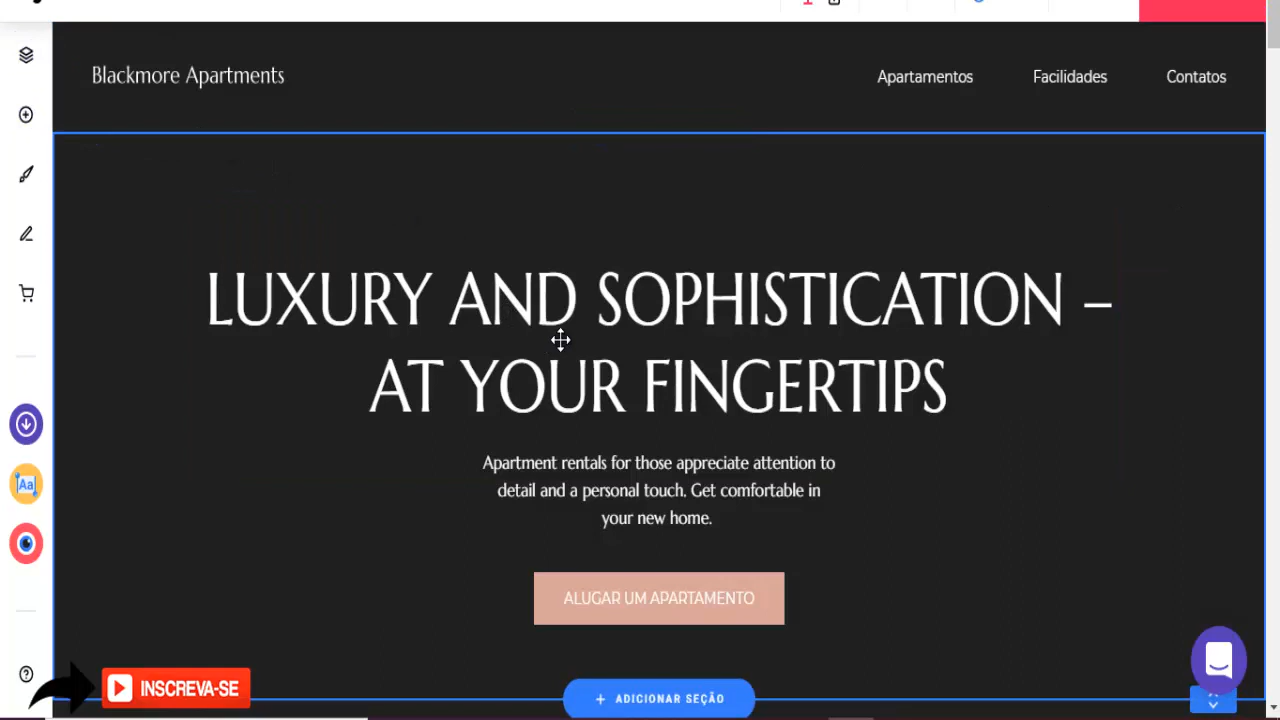 Blackmore Apartments
Apartamentos Facilidades Contatos
LUXURY AND SOPHISTICATION –
AT YOUR FINGERTIPS
Apartment rentals for those appreciate attention to
detail and a personal touch. Get comfortable in
your new home.
ALUGAR UM APARTAMENTO
Aa
INSCREVA-SE
+ ADICIONAR SEÇÃO